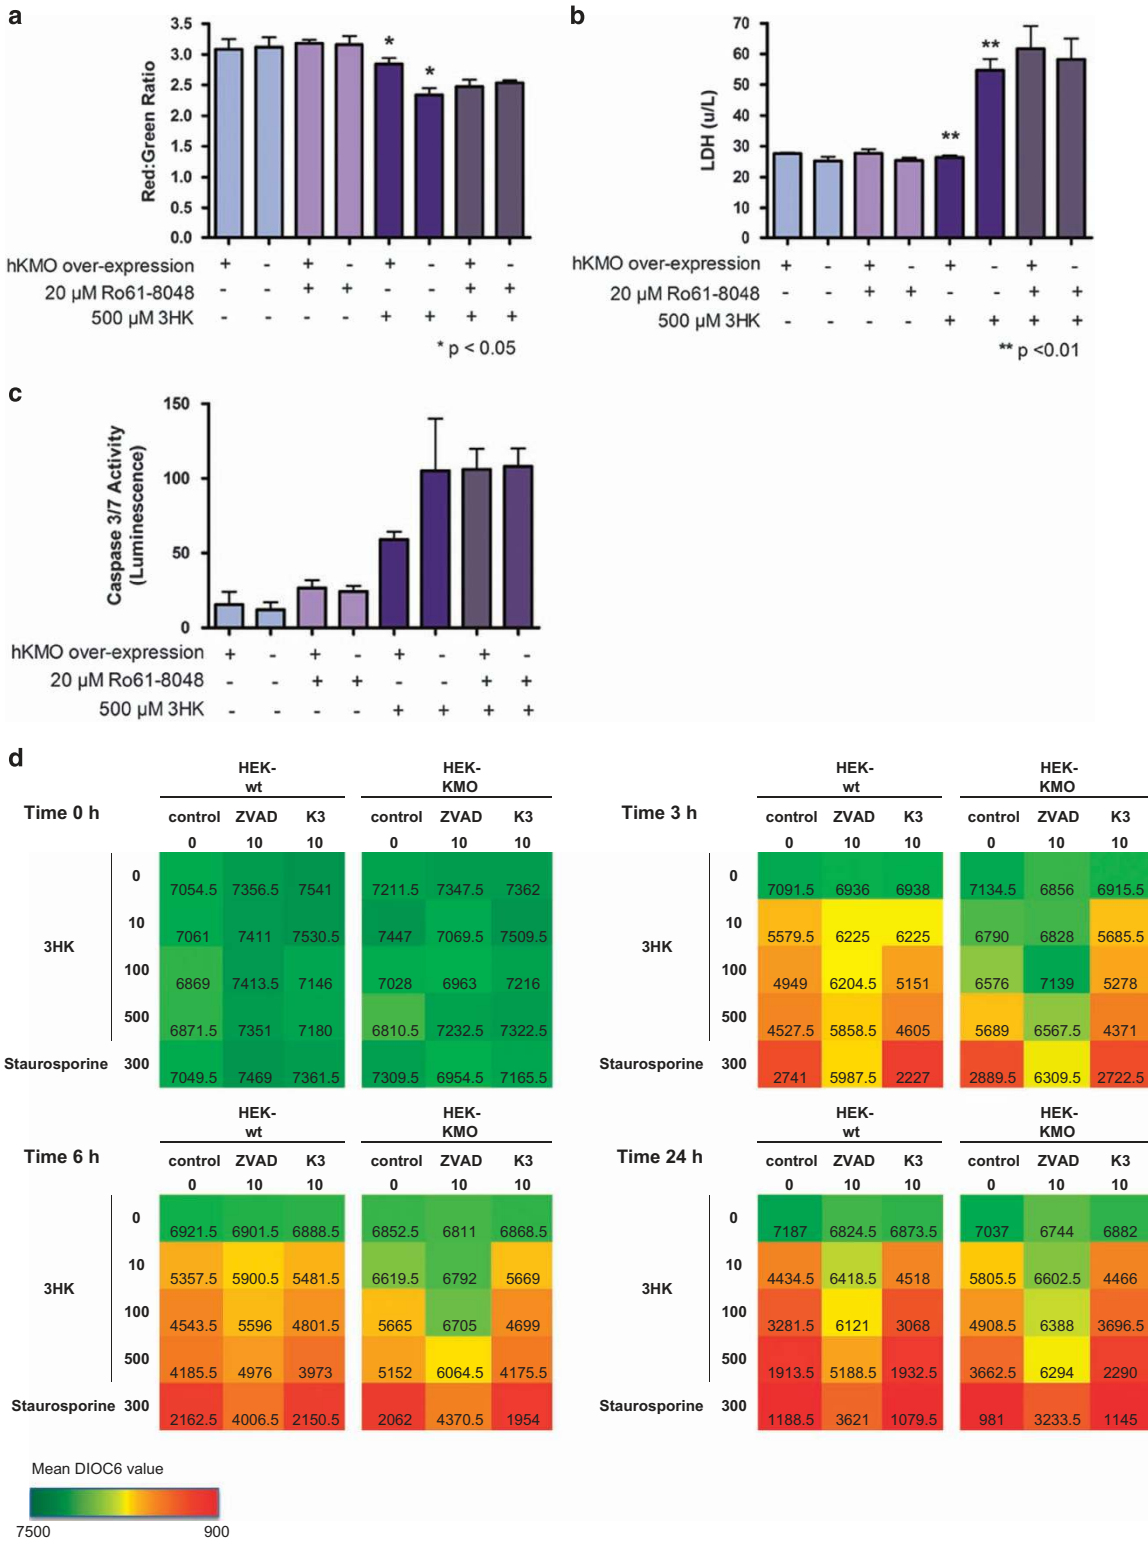 a
3.5
3.0
2.5
2.0
1.5
1.0
0.5
0.0
Red:Green Ratio
* *
hKMO over-expression + - + - + - + -
20 µM Ro61-8048 - - + + - - + +
500 µM 3HK - - - - + + + +
* p < 0.05
b
70
60
50
40
30
20
10
0
LDH (u/L)
** **
hKMO over-expression + - + - + - + -
20 µM Ro61-8048 - - + + - - + +
500 µM 3HK - - - - + + + +
** p <0.01
c
150
100
50
0
Caspase 3/7 Activity
(Luminescence)
hKMO over-expression + - + - + - + -
20 µM Ro61-8048 - - + + - - + +
500 µM 3HK - - - - + + + +
d
Time 0 h
HEK- HEK-
wt KMO
control ZVAD K3 control ZVAD K3
0 10 10 0 10 10
0 7054.5 7356.5 7541 7211.5 7347.5 7362
10 7061 7411 7530.5 7447 7069.5 7509.5
3HK
100 6869 7413.5 7146 7028 6963 7216
500 6871.5 7351 7180 6810.5 7232.5 7322.5
Staurosporine 300 7049.5 7469 7361.5 7309.5 6954.5 7165.5
Time 3 h
HEK- HEK-
wt KMO
control ZVAD K3 control ZVAD K3
0 10 10 0 10 10
0 7091.5 6936 6938 7134.5 6856 6915.5
10 5579.5 6225 6225 6790 6828 5685.5
3HK
100 4949 6204.5 5151 6576 7139 5278
500 4527.5 5858.5 4605 5689 6567.5 4371
Staurosporine 300 2741 5987.5 2227 2889.5 6309.5 2722.5
Time 6 h
HEK- HEK-
wt KMO
control ZVAD K3 control ZVAD K3
0 10 10 0 10 10
0 6921.5 6901.5 6888.5 6852.5 6811 6868.5
10 5357.5 5900.5 5481.5 6619.5 6792 5669
3HK
100 4543.5 5596 4801.5 5665 6705 4699
500 4185.5 4976 3973 5152 6064.5 4175.5
Staurosporine 300 2162.5 4006.5 2150.5 2062 4370.5 1954
Time 24 h
HEK- HEK-
wt KMO
control ZVAD K3 control ZVAD K3
0 10 10 0 10 10
0 7187 6824.5 6873.5 7037 6744 6882
10 4434.5 6418.5 4518 5805.5 6602.5 4466
3HK
100 3281.5 6121 3068 4908.5 6388 3696.5
500 1913.5 5188.5 1932.5 3662.5 6294 2290
Staurosporine 300 1188.5 3621 1079.5 981 3233.5 1145
Mean DIOC6 value
7500 900